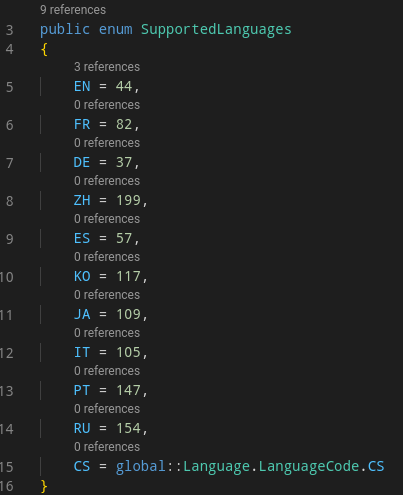 9 references
3 public enum SupportedLanguages
4 {
3 references
5 EN = 44,
0 references
6 FR = 82,
0 references
7 DE = 37,
0 references
8 ZH = 199,
0 references
9 ES = 57,
0 references
10 KO = 117,
0 references
11 JA = 109,
0 references
12 IT = 105,
0 references
13 PT = 147,
0 references
14 RU = 154,
0 references
15 CS = global::Language.LanguageCode.CS
16 }